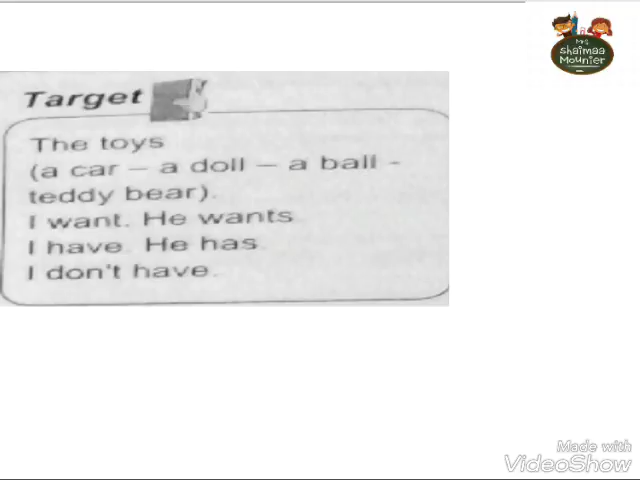 Mrs.
Shaimaa
Mounier
Target
The toys
(a car – a doll – a ball -
teddy bear).
I want. He wants
I have. He has.
I don't have.
Made with
VideoShow